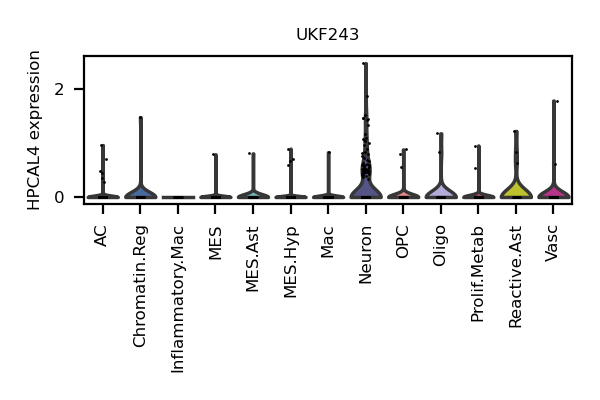 UKF243
HPCAL4 expression
2
0
AC
Chromatin.Reg
Inflammatory.Mac
MES
MES.Ast
MES.Hyp
Mac
Neuron
OPC
Oligo
Prolif.Metab
Reactive.Ast
Vasc